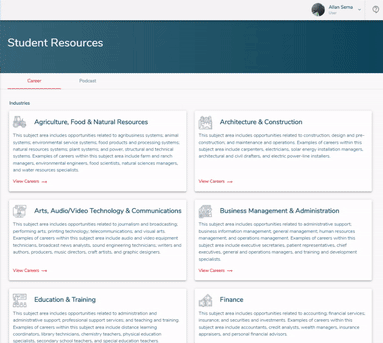 Allan Serna
User
Student Resources
Career
Podcast
Industries
Agriculture, Food & Natural Resources
This subject area includes opportunities related to agribusiness systems; animal
systems; environmental service systems; food products and processing systems;
natural resources systems; plant systems; and power, structural and technical
systems. Examples of careers within this subject area include farm and ranch
managers, environmental engineers, food scientists, natural sciences managers,
and water resources specialists.
View Careers →
Architecture & Construction
This subject area includes opportunities related to construction; design and pre-
construction; and maintenance and operations. Examples of careers within this
subject area include carpenters, electricians, solar energy installation managers,
architectural and civil drafters, and electric power-line installers.
View Careers →
Arts, Audio/Video Technology & Communications
This subject area includes opportunities related to journalism and broadcasting;
performing arts; printing technology; telecommunications; and visual arts.
Examples of careers within this subject area include audio and video equipment
technicians, broadcast news analysts, sound engineering technicians, writers and
authors, producers, music directors, craft artists, and graphic designers.
View Careers →
Business Management & Administration
This subject area includes opportunities related to administrative support;
business information management; general management; human resources
management; and operations management. Examples of careers within this
subject area include executive secretaries, patient representatives, chief
executives, general and operations managers, and training and development
specialists.
View Careers →
Education & Training
This subject area includes opportunities related to administration and
administrative support; professional support services; and teaching and training.
Examples of careers within this subject area include distance learning
coordinators, library technicians, chemistry teachers, physical education
specialists, secondary school teachers, and special education teachers.
Finance
This subject area includes opportunities related to accounting; financial services;
insurance; and securities and investments. Examples of careers within this
subject area include accountants, credit analysts, wealth managers, insurance
appraisers, and personal financial advisors.